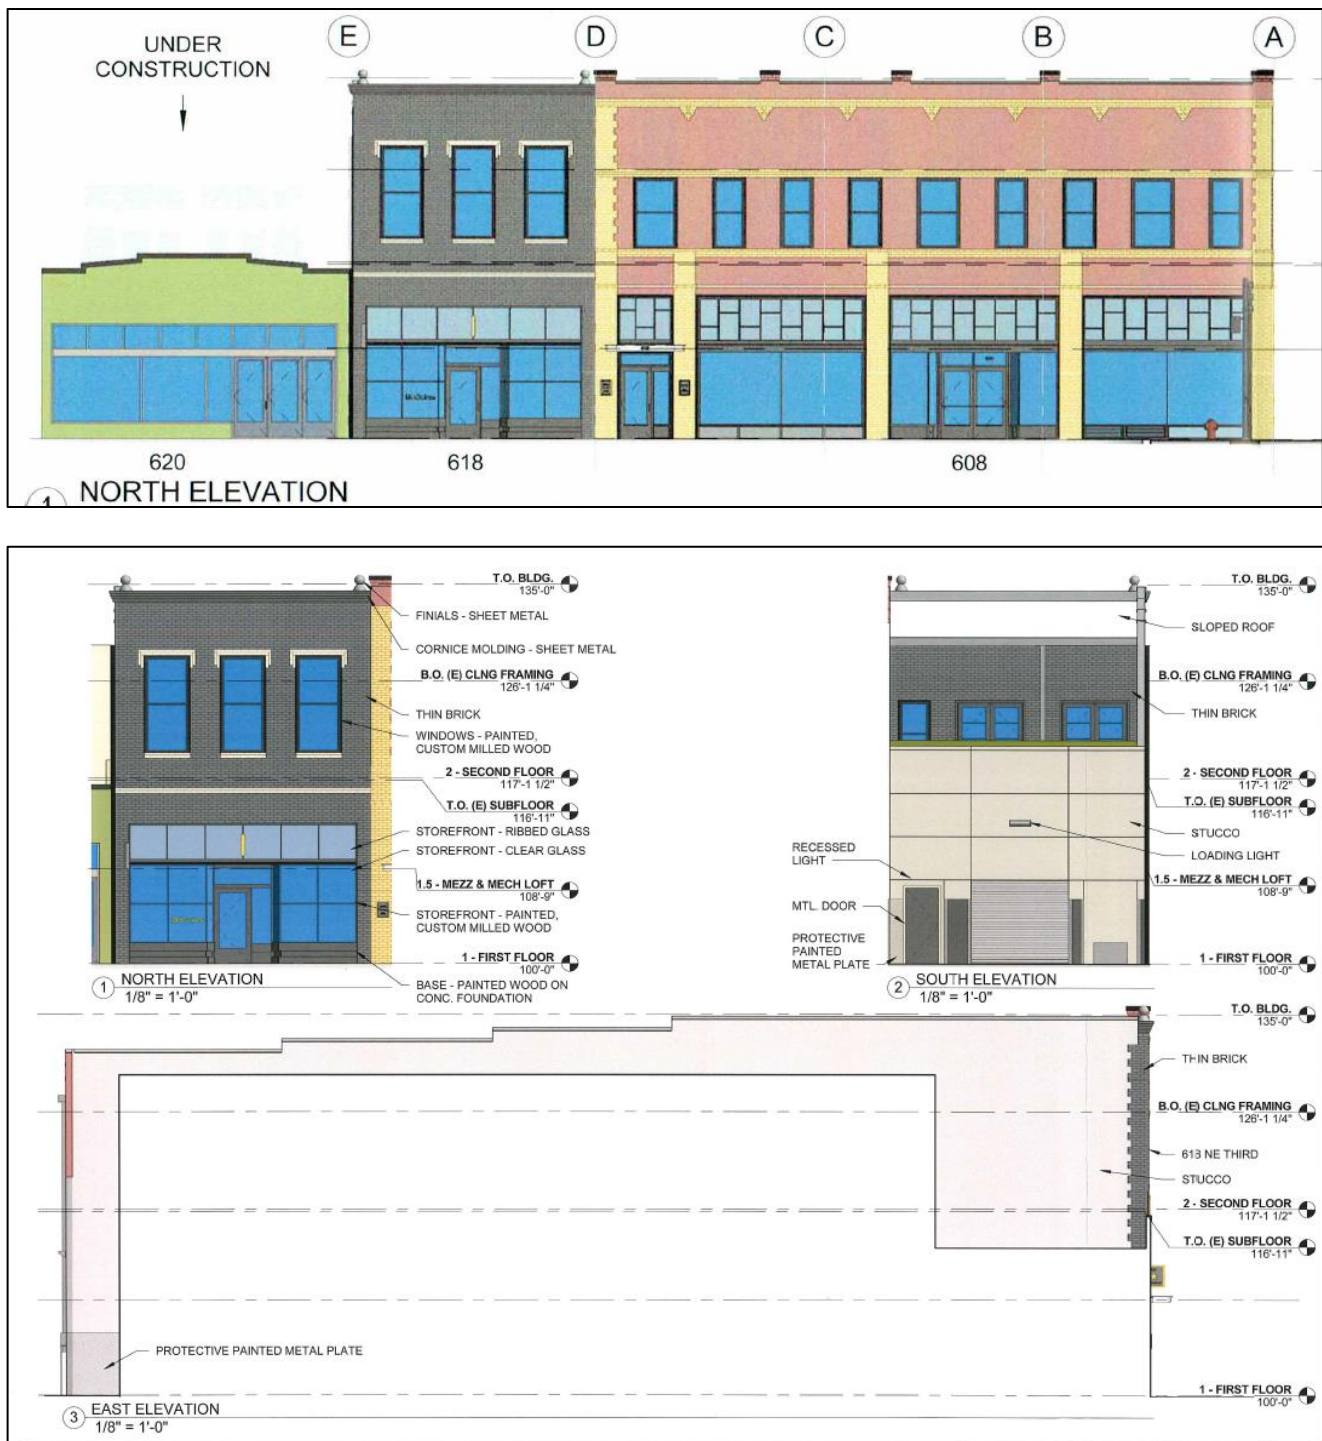 UNDER
CONSTRUCTION
E
D
C
B
A
620
618
608
1
NORTH ELEVATION
T.O. BLDG.
135'-0"
FINIALS - SHEET METAL
CORNICE MOLDING - SHEET METAL
B.O. (E) CLNG FRAMING
126'-1 1/4"
THIN BRICK
WINDOWS - PAINTED,
CUSTOM MILLED WOOD
2 - SECOND FLOOR
117'-1 1/2"
T.O. (E) SUBFLOOR
116'-11"
STOREFRONT - RIBBED GLASS
STOREFRONT - CLEAR GLASS
1.5 - MEZZ & MECH LOFT
108'-9"
STOREFRONT - PAINTED,
CUSTOM MILLED WOOD
1 - FIRST FLOOR
100'-0"
BASE - PAINTED WOOD ON
CONC. FOUNDATION
1
NORTH ELEVATION
1/8" = 1'-0"
T.O. BLDG.
135'-0"
SLOPED ROOF
B.O. (E) CLNG FRAMING
126'-1 1/4"
THIN BRICK
2 - SECOND FLOOR
117'-1 1/2"
T.O. (E) SUBFLOOR
116'-11"
STUCCO
LOADING LIGHT
RECESSED
LIGHT
1.5 - MEZZ & MECH LOFT
108'-9"
MTL. DOOR
PROTECTIVE
PAINTED
METAL PLATE
1 - FIRST FLOOR
100'-0"
2
SOUTH ELEVATION
1/8" = 1'-0"
T.O. BLDG.
135'-0"
THIN BRICK
B.O. (E) CLNG FRAMING
126'-1 1/4"
618 NE THIRD
STUCCO
2 - SECOND FLOOR
117'-1 1/2"
T.O. (E) SUBFLOOR
116'-11"
PROTECTIVE PAINTED METAL PLATE
1 - FIRST FLOOR
100'-0"
3
EAST ELEVATION
1/8" = 1'-0"